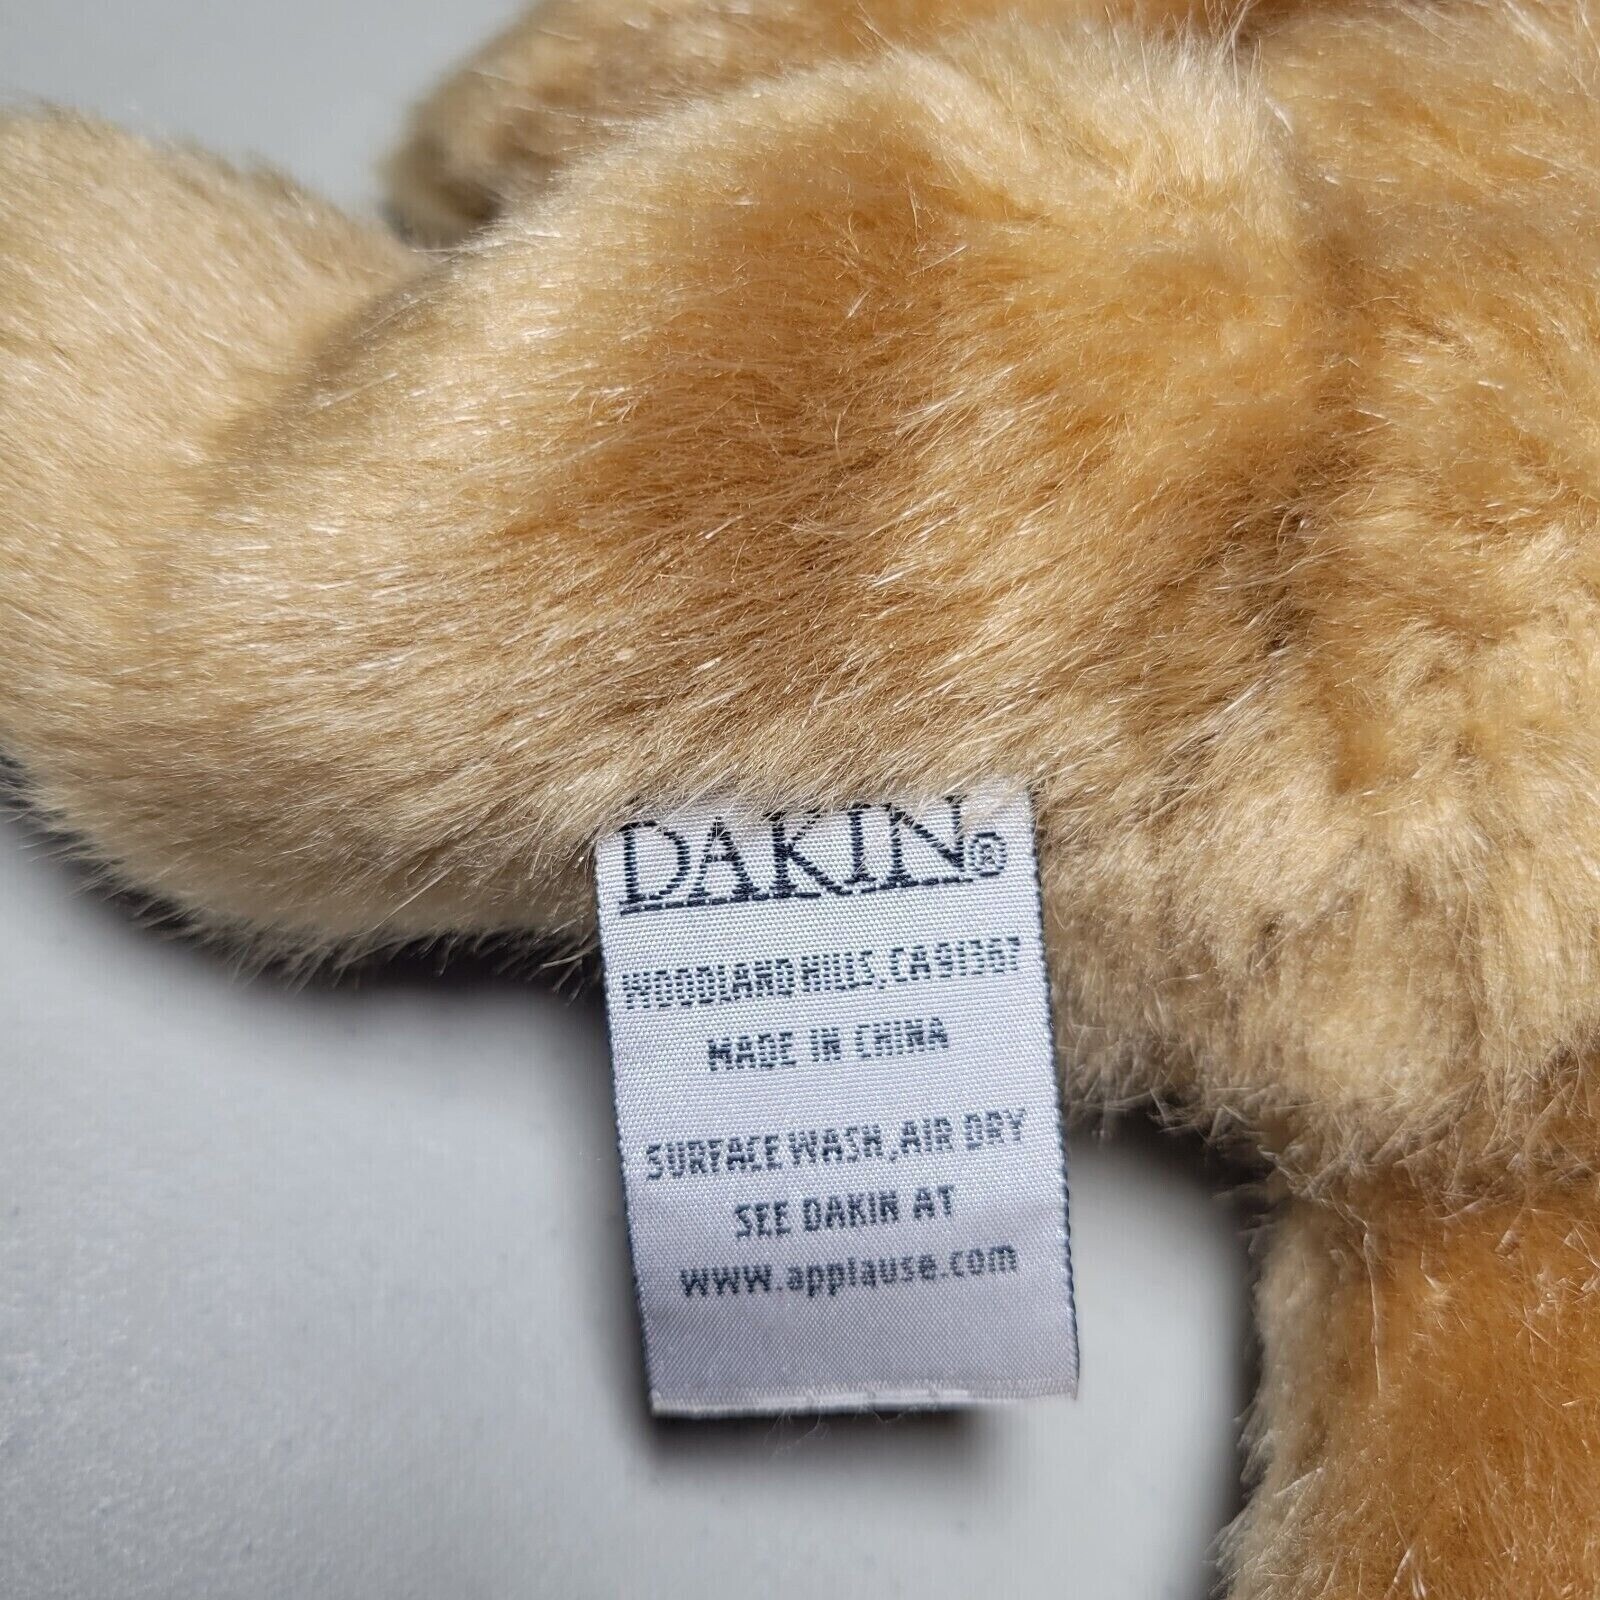 DAKIN®
WOODLAND HILLS, CA 91367
MADE IN CHINA
SURFACE WASH, AIR DRY
SEE DAKIN AT
www.applause.com